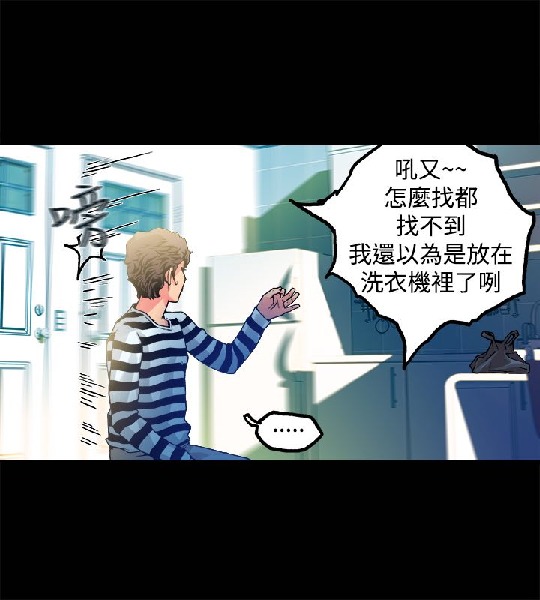 吼又~~
怎麼找都
找不到
我還以為是放在
洗衣機裡了咧
嗒
.....